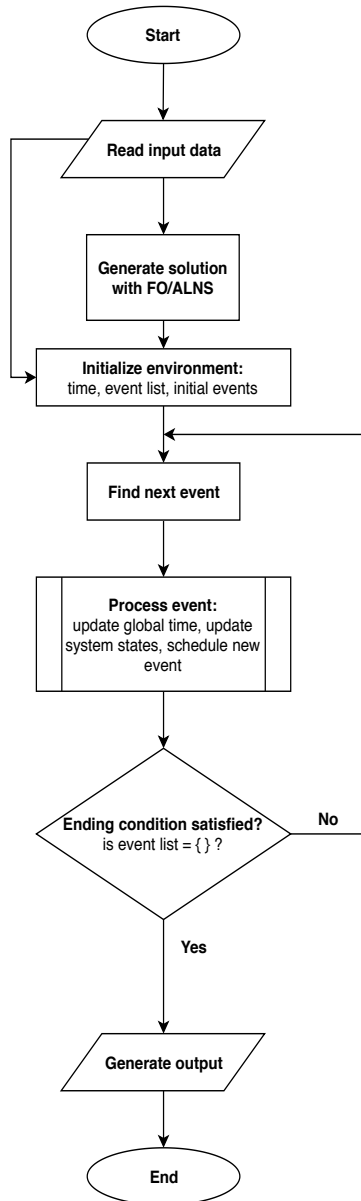 Start
Read input data
Generate solution
with FO/ALNS
Initialize environment:
time, event list, initial events
Find next event
Process event:
update global time, update
system states, schedule new
event
Ending condition satisfied?
is event list = { } ?
No
Yes
Generate output
End